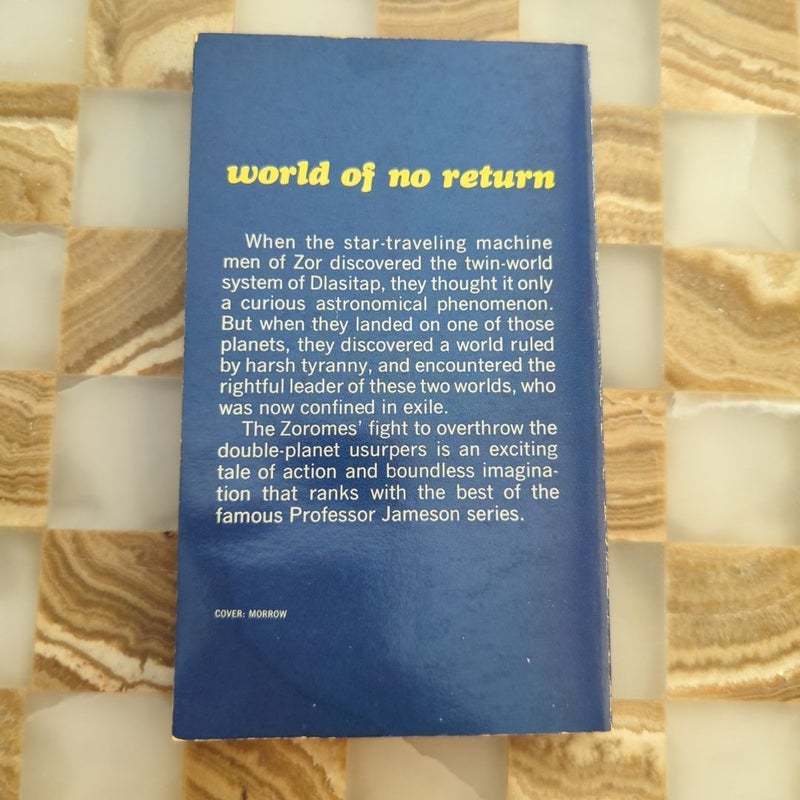 world of no return
When the star-traveling machine
men of Zor discovered the twin-world
system of Dlasitap, they thought it only
a curious astronomical phenomenon.
But when they landed on one of those
planets, they discovered a world ruled
by harsh tyranny, and encountered the
rightful leader of these two worlds, who
was now confined in exile.
The Zoromes' fight to overthrow the
double-planet usurpers is an exciting
tale of action and boundless imagina-
tion that ranks with the best of the
famous Professor Jameson series.
COVER: MORROW